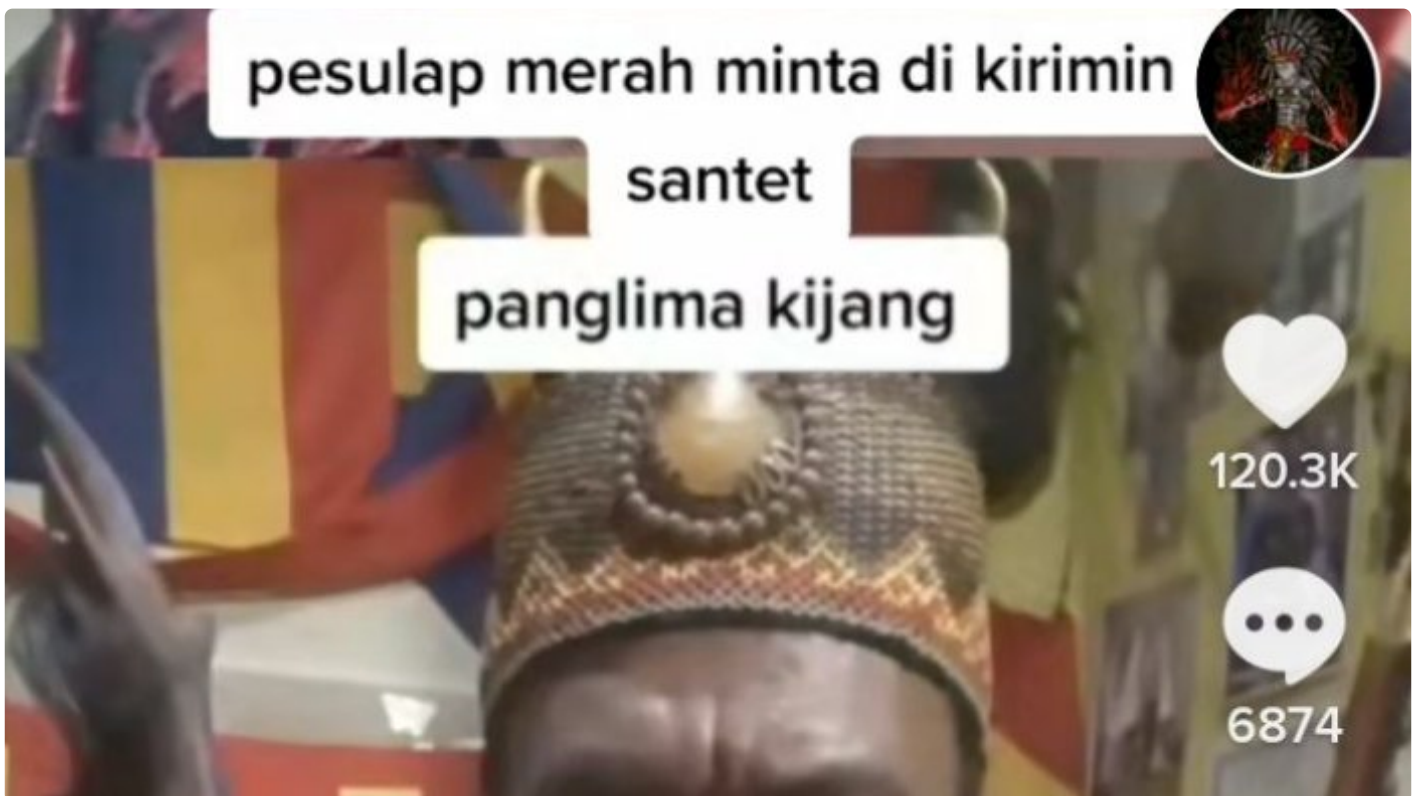 pesulap merah minta di kirimin
santet
panglima kijang
120.3K
6874